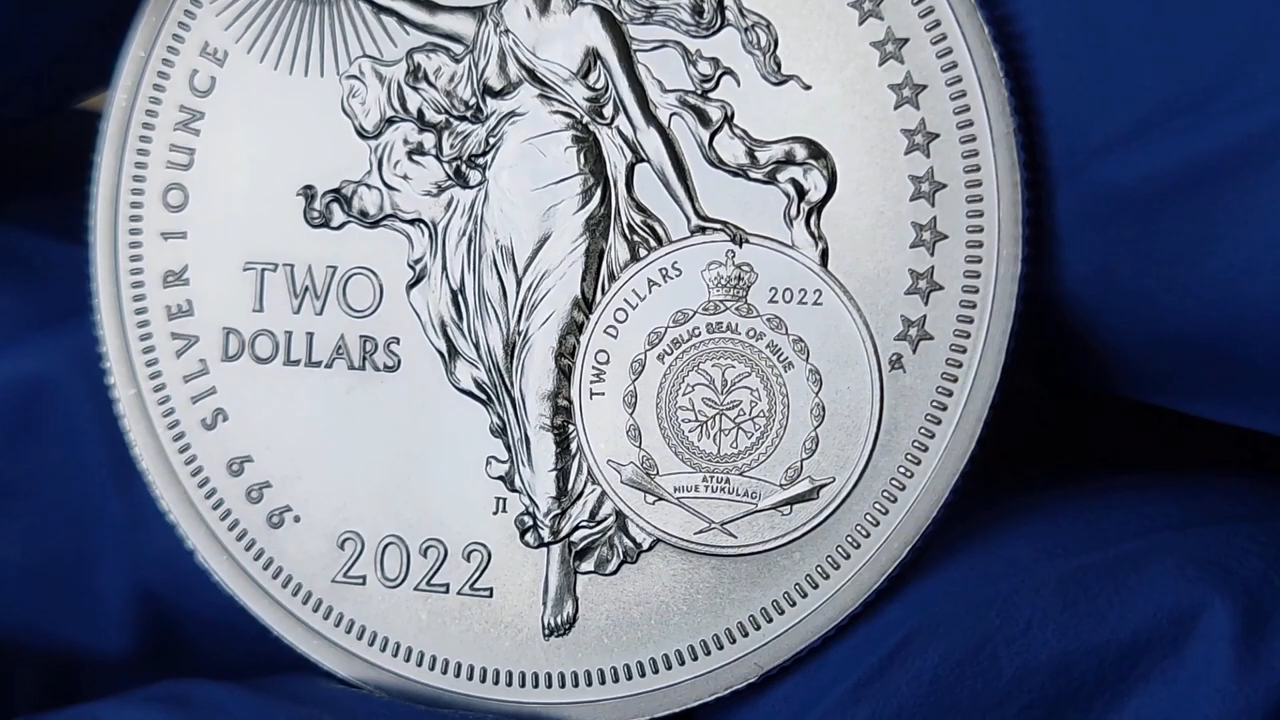 .999 SILVER 1 OUNCE
TWO
DOLLARS
2022
TWO DOLLARS
2022
PUBLIC SEAL OF NIUE
ATUA
NIUE TUKULAGI